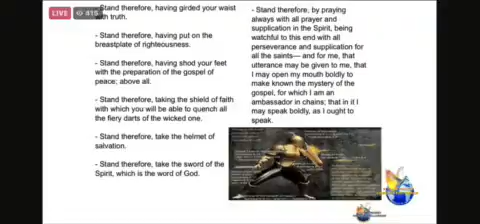 LIVE 415
- Stand therefore, having girded your waist
with truth.
- Stand therefore, having put on the
breastplate of righteousness.
- Stand therefore, having shod your feet
with the preparation of the gospel of
peace; above all.
- Stand therefore, taking the shield of faith
with which you will be able to quench all
the fiery darts of the wicked one.
- Stand therefore, take the helmet of
salvation.
- Stand therefore, take the sword of the
Spirit, which is the word of God.
- Stand therefore, by praying
always with all prayer and
supplication in the Spirit, being
watchful to this end with all
perseverance and supplication for
all the saints— and for me, that
utterance may be given to me, that
I may open my mouth boldly to
make known the mystery of the
gospel, for which I am an
ambassador in chains; that in it I
may speak boldly, as I ought to
speak.